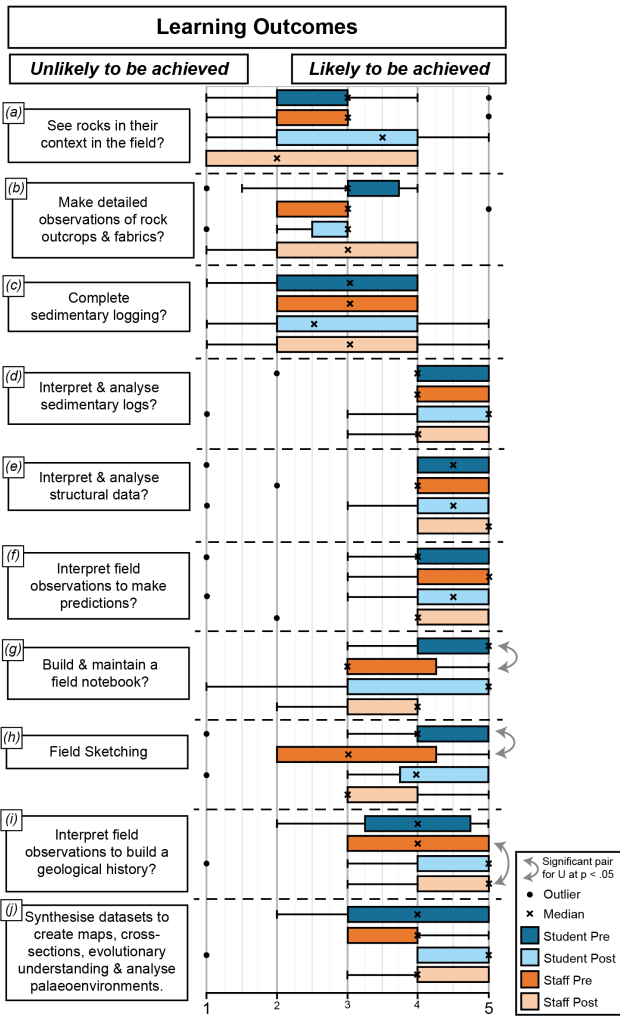 Learning Outcomes
Unlikely to be achieved
Likely to be achieved
(a)
See rocks in their
context in the field?
(b)
Make detailed
observations of rock
outcrops & fabrics?
(c)
Complete
sedimentary logging?
(d)
Interpret & analyse
sedimentary logs?
(e)
Interpret & analyse
structural data?
(f)
Interpret field
observations to make
predictions?
(g)
Build & maintain a
field notebook?
(h)
Field Sketching
(i)
Interpret field
observations to build a
geological history?
(j)
Synthesise datasets to
create maps, cross-
sections, evolutionary
understanding & analyse
palaeoenvironments.
1 2 3 4 5
Significant pair
for U at p < .05
Outlier
Median
Student Pre
Student Post
Staff Pre
Staff Post